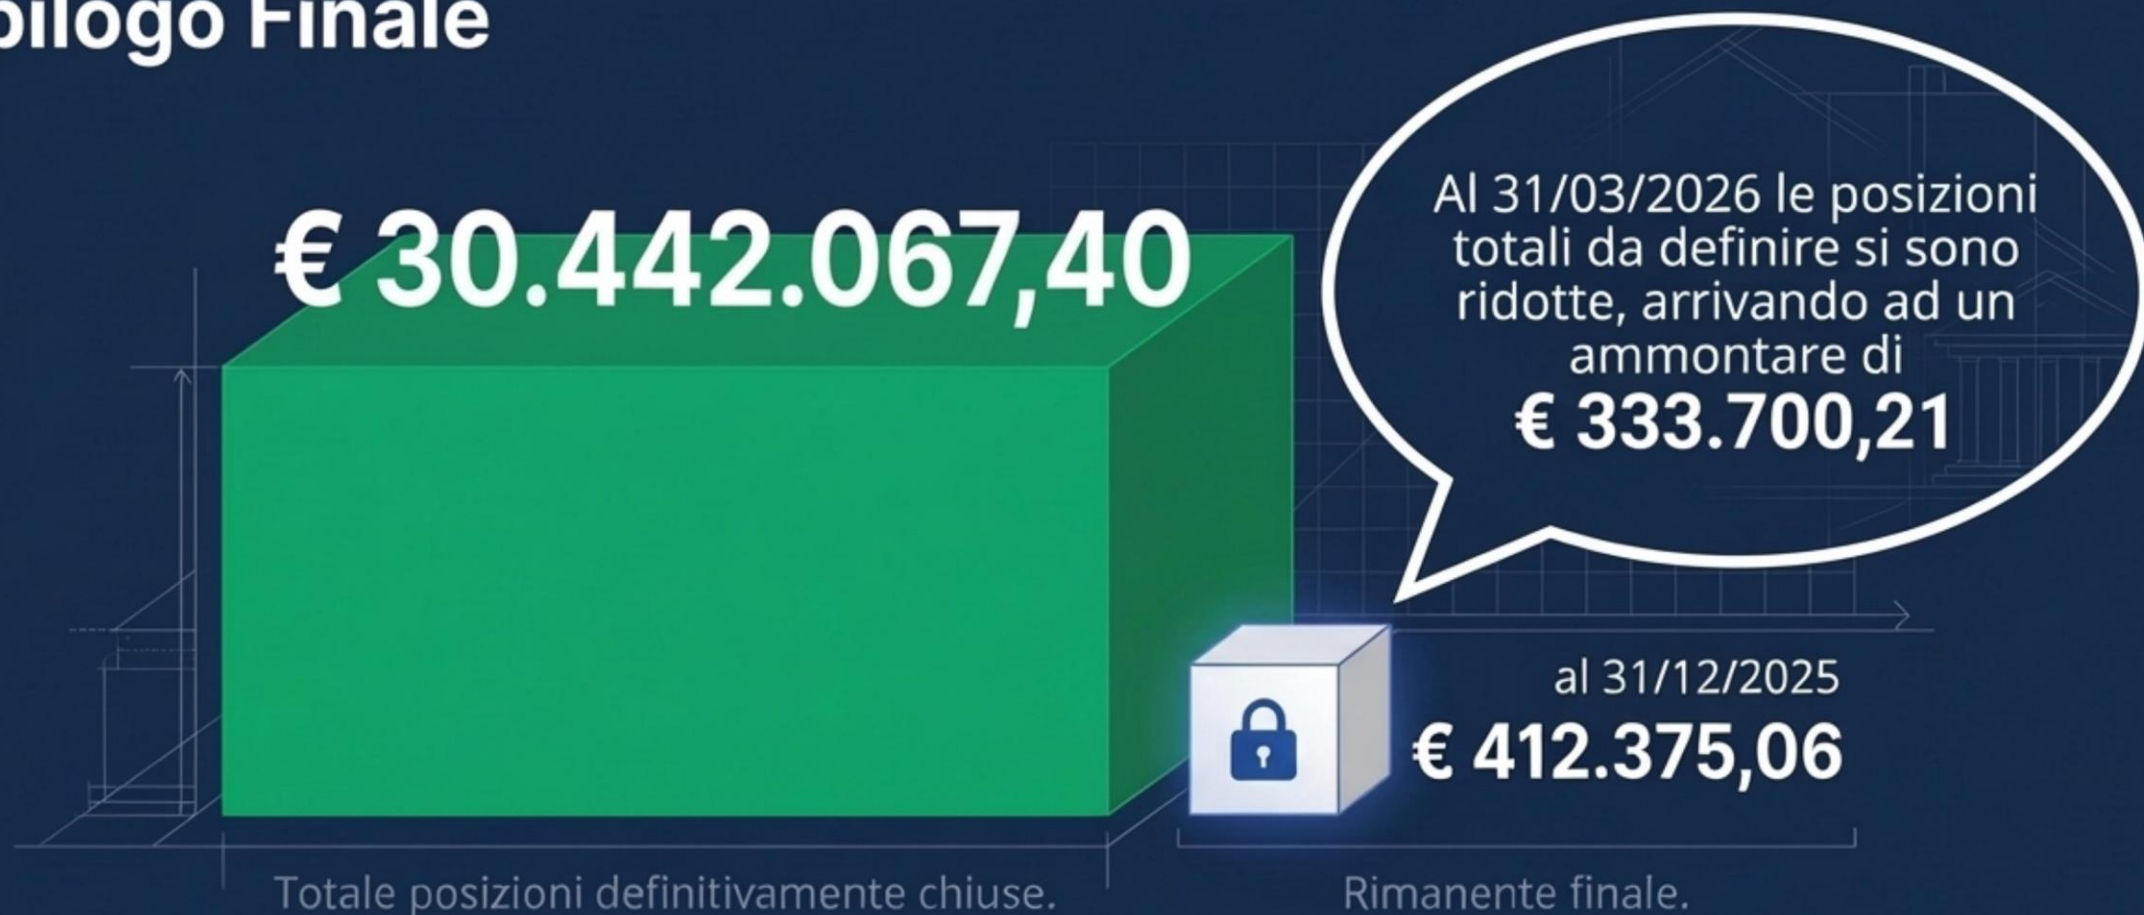 pilogo Finale
€ 30.442.067,40
Al 31/03/2026 le posizioni
totali da definire si sono
ridotte, arrivando ad un
ammontare di
€ 333.700,21
al 31/12/2025
€ 412.375,06
Totale posizioni definitivamente chiuse.
Rimanente finale.